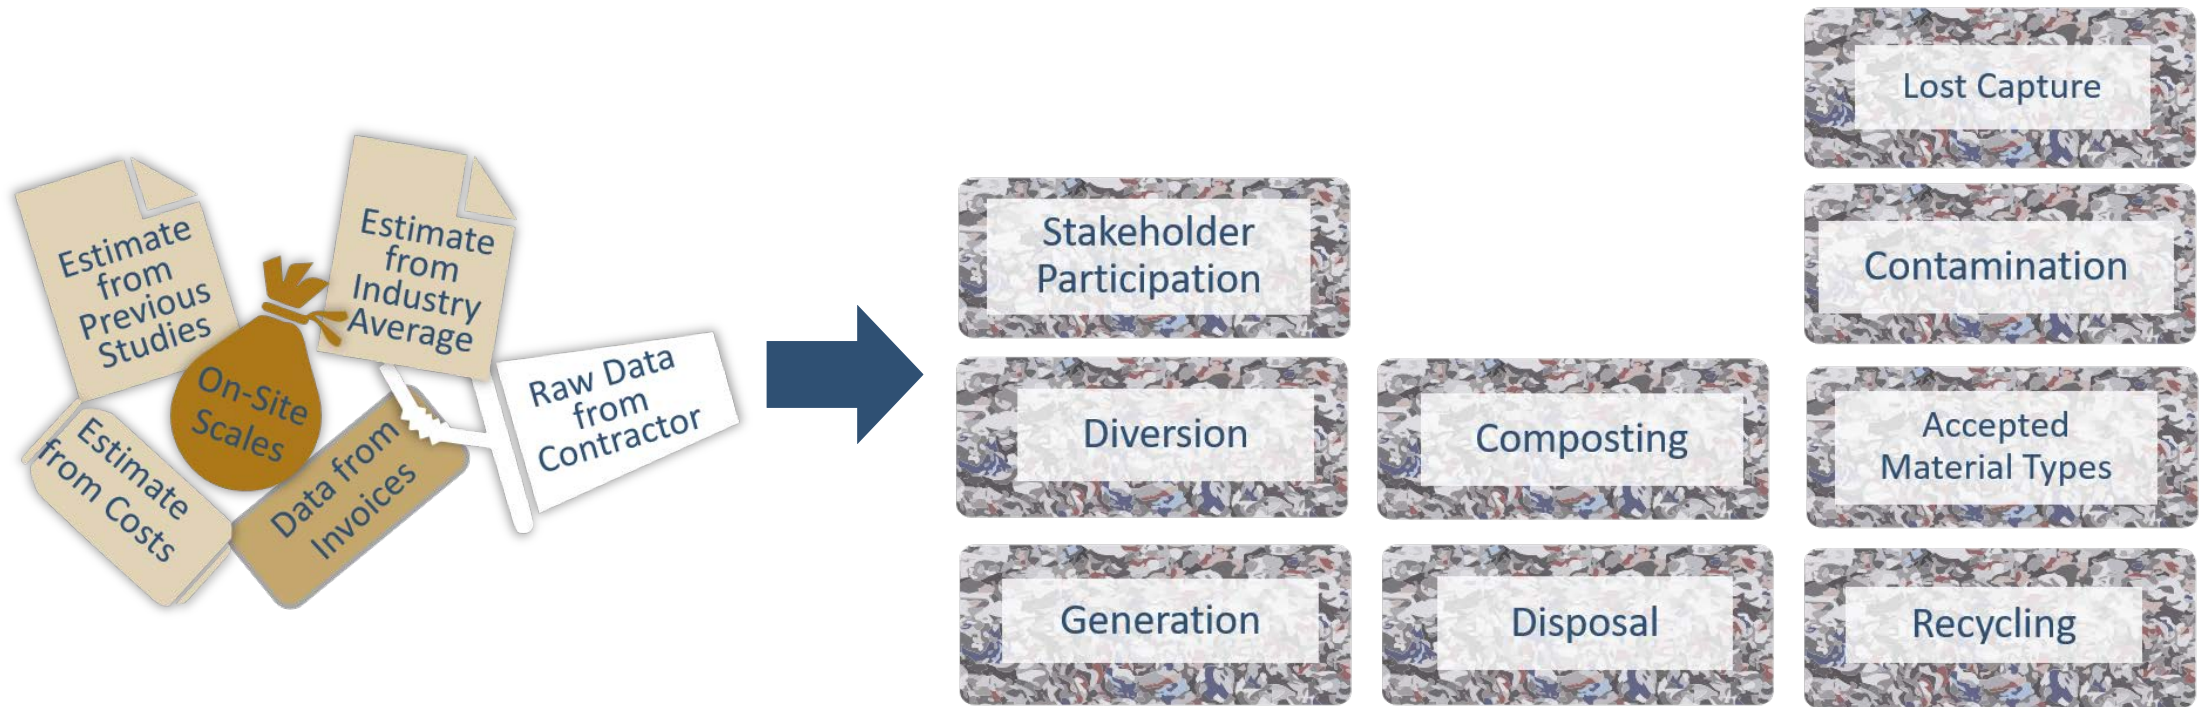 Estimate
from
Previous
Studies
Estimate
from
Industry
Average
On-Site
Scales
Raw Data
from
Contractor
Estimate
from Costs
Data from
Invoices
Stakeholder
Participation
Diversion
Generation
Composting
Disposal
Lost Capture
Contamination
Accepted
Material Types
Recycling